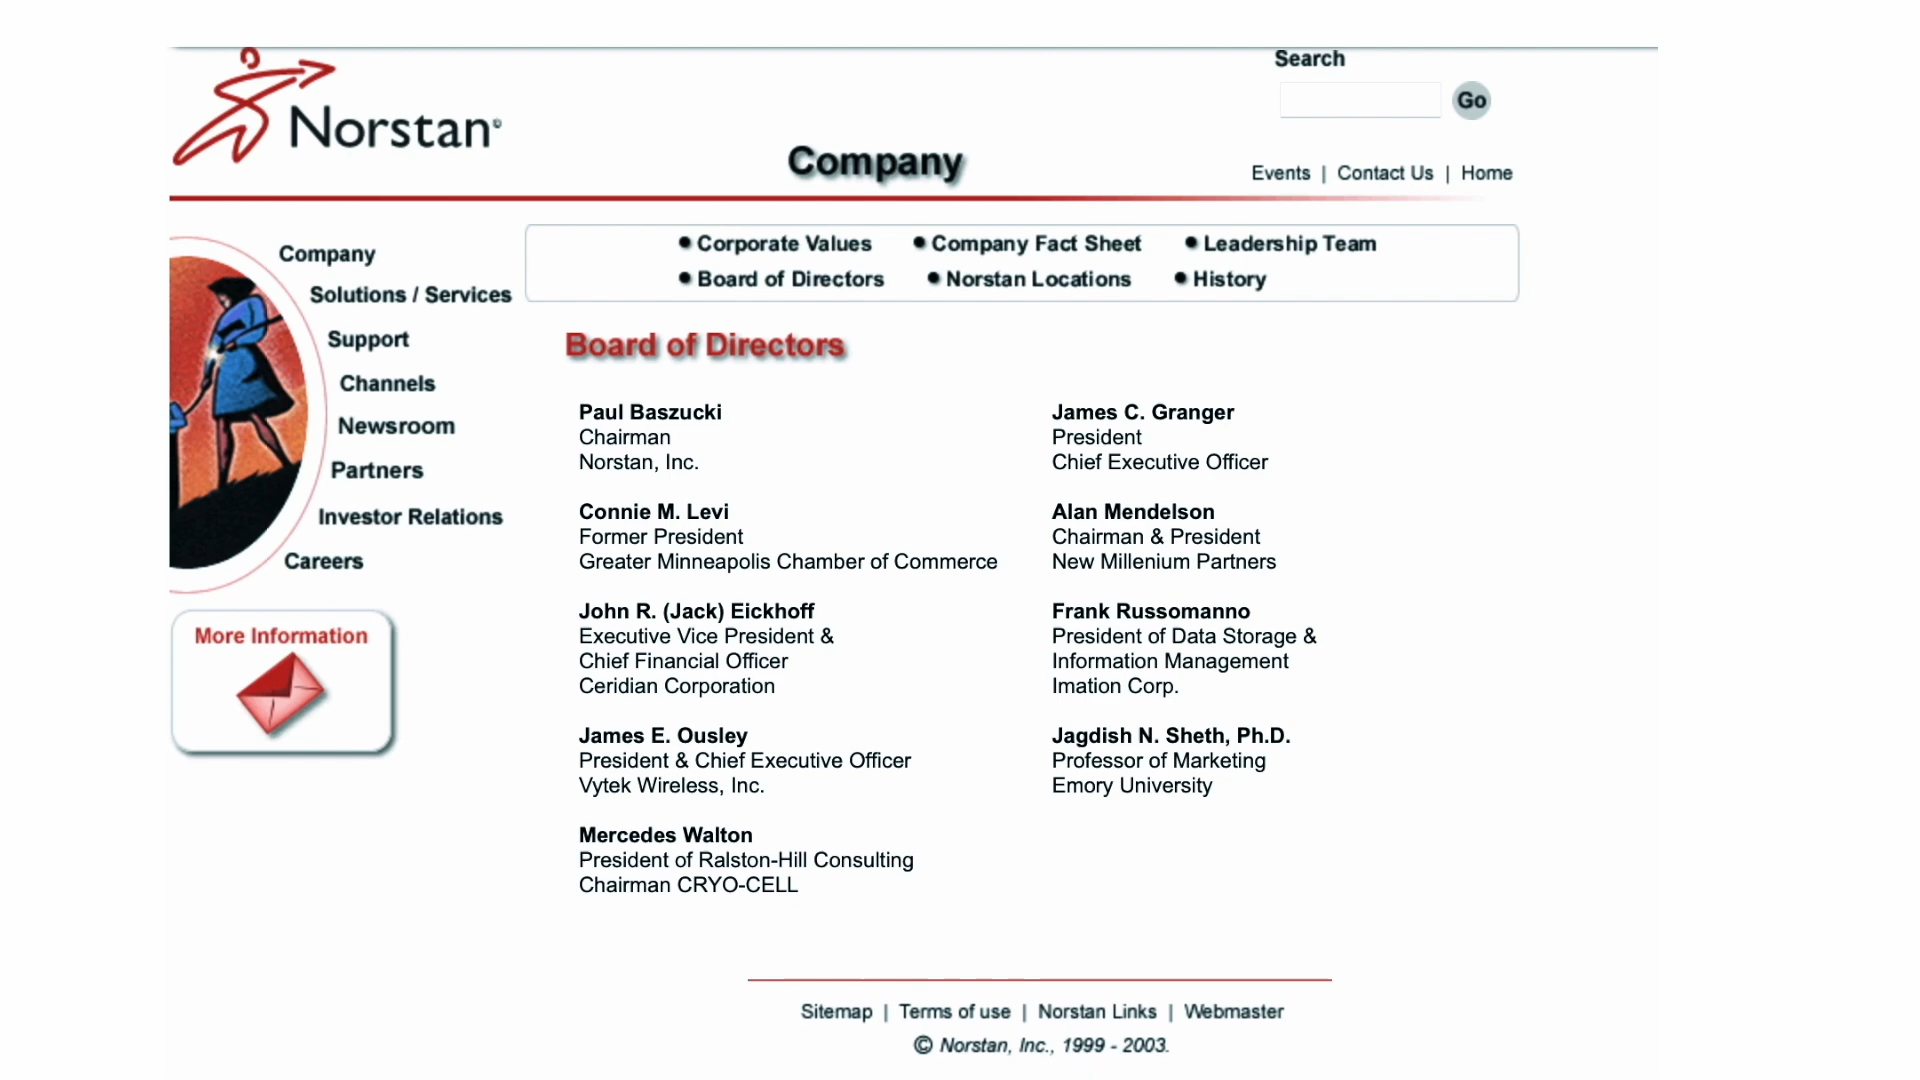 Search
Go
Norstan
Company
Events | Contact Us | Home
Company
Solutions / Services
Support
Channels
Newsroom
Partners
Investor Relations
Careers
More Information
• Corporate Values • Company Fact Sheet • Leadership Team
• Board of Directors • Norstan Locations • History
Board of Directors
Paul Baszucki
Chairman
Norstan, Inc.
James C. Granger
President
Chief Executive Officer
Connie M. Levi
Former President
Greater Minneapolis Chamber of Commerce
Alan Mendelson
Chairman & President
New Millenium Partners
John R. (Jack) Eickhoff
Executive Vice President &
Chief Financial Officer
Ceridian Corporation
Frank Russomanno
President of Data Storage &
Information Management
Imation Corp.
James E. Ousley
President & Chief Executive Officer
Vytek Wireless, Inc.
Jagdish N. Sheth, Ph.D.
Professor of Marketing
Emory University
Mercedes Walton
President of Ralston-Hill Consulting
Chairman CRYO-CELL
Sitemap | Terms of use | Norstan Links | Webmaster
© Norstan, Inc., 1999 - 2003.